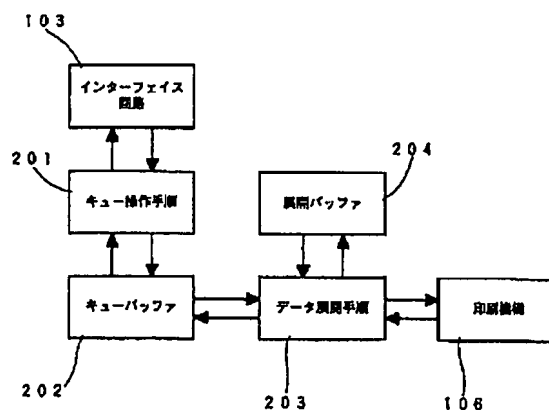 103
インターフェイス
回路
201
キュー操作手順
204
展開バッファ
キューバッファ
データ展開手順
印刷機構
202
203
106